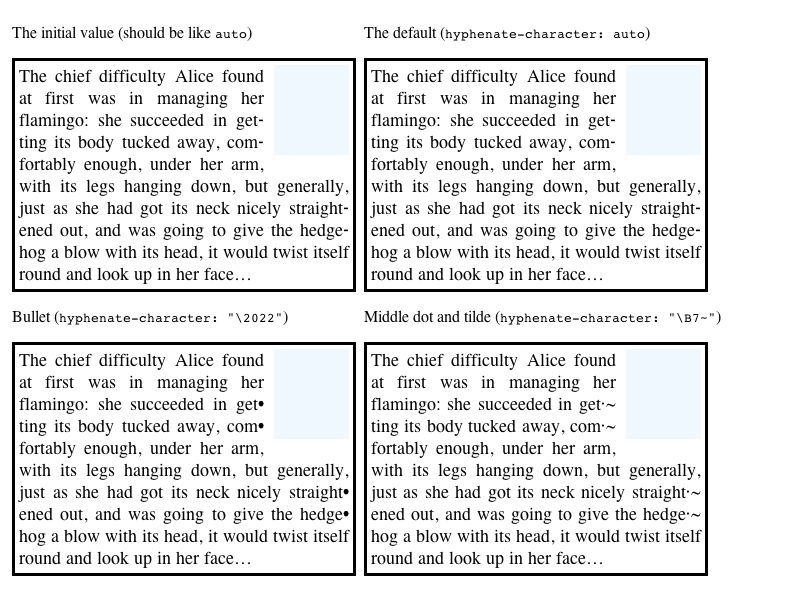 The initial value (should be like auto)
The chief difficulty Alice found
at first was in managing her
flamingo: she succeeded in get-
ting its body tucked away, com-
fortably enough, under her arm,
with its legs hanging down, but generally,
just as she had got its neck nicely straight-
ened out, and was going to give the hedge-
hog a blow with its head, it would twist itself
round and look up in her face…
The default (hyphenate-character: auto)
The chief difficulty Alice found
at first was in managing her
flamingo: she succeeded in get-
ting its body tucked away, com-
fortably enough, under her arm,
with its legs hanging down, but generally,
just as she had got its neck nicely straight-
ened out, and was going to give the hedge-
hog a blow with its head, it would twist itself
round and look up in her face…
Bullet (hyphenate-character: "\2022")
The chief difficulty Alice found
at first was in managing her
flamingo: she succeeded in get•
ting its body tucked away, com•
fortably enough, under her arm,
with its legs hanging down, but generally,
just as she had got its neck nicely straight•
ened out, and was going to give the hedge•
hog a blow with its head, it would twist itself
round and look up in her face…
Middle dot and tilde (hyphenate-character: "\B7~")
The chief difficulty Alice found
at first was in managing her
flamingo: she succeeded in get·~
ting its body tucked away, com·~
fortably enough, under her arm,
with its legs hanging down, but generally,
just as she had got its neck nicely straight·~
ened out, and was going to give the hedge·~
hog a blow with its head, it would twist itself
round and look up in her face…